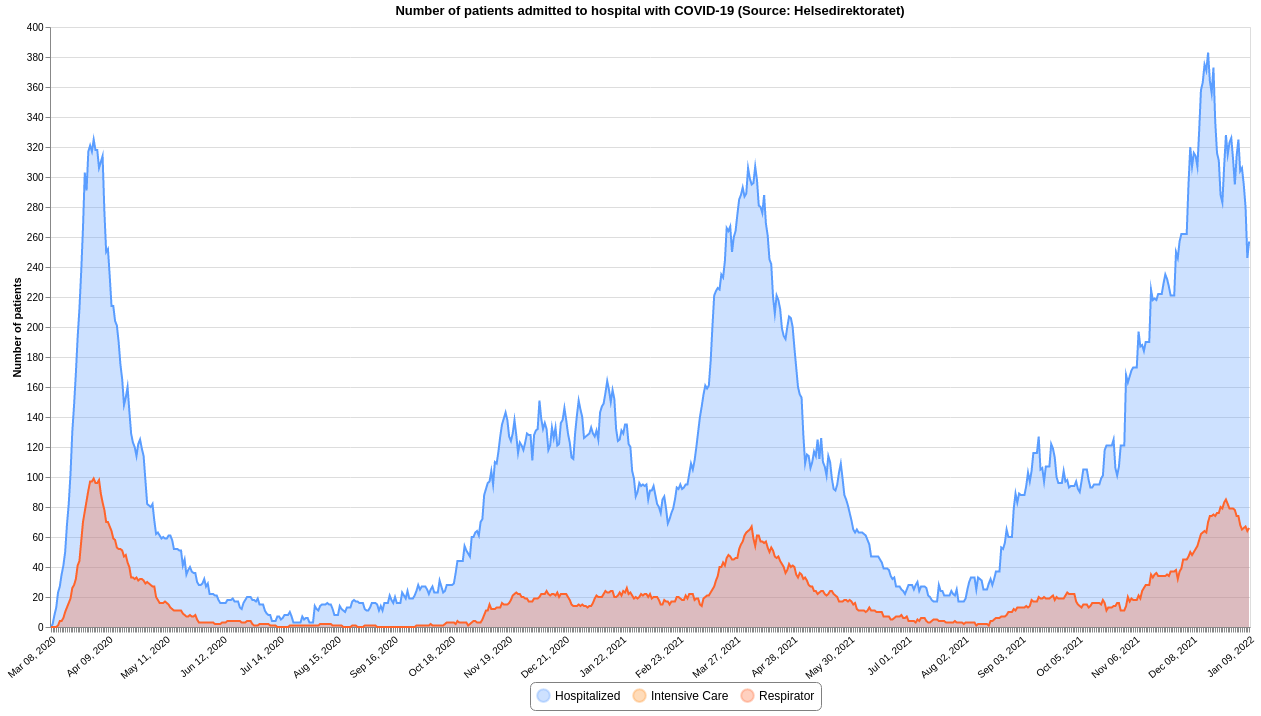 Number of patients admitted to hospital with COVID-19 (Source: Helsedirektoratet)
Number of patients
400
380
360
340
320
300
280
260
240
220
200
180
160
140
120
100
80
60
40
20
0
Mar 08, 2020
Apr 09, 2020
May 11, 2020
Jun 12, 2020
Jul 14, 2020
Aug 15, 2020
Sep 16, 2020
Oct 18, 2020
Nov 19, 2020
Dec 21, 2020
Jan 22, 2021
Feb 23, 2021
Mar 27, 2021
Apr 28, 2021
May 30, 2021
Jul 01, 2021
Aug 02, 2021
Sep 03, 2021
Oct 05, 2021
Nov 06, 2021
Dec 08, 2021
Jan 09, 2022
Hospitalized
Intensive Care
Respirator